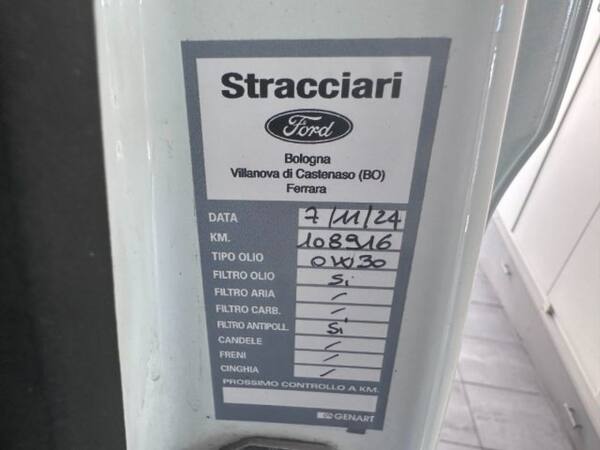 Stracciari
Ford
Bologna
Villanova di Castenaso (BO)
Ferrara
DATA 7/11/24
KM. 108916
TIPO OLIO 0W30
FILTRO OLIO Si
FILTRO ARIA /
FILTRO CARB. /
FILTRO ANTIPOLL. Si
CANDELE /
FRENI /
CINGHIA /
PROSSIMO CONTROLLO A KM.
GENART